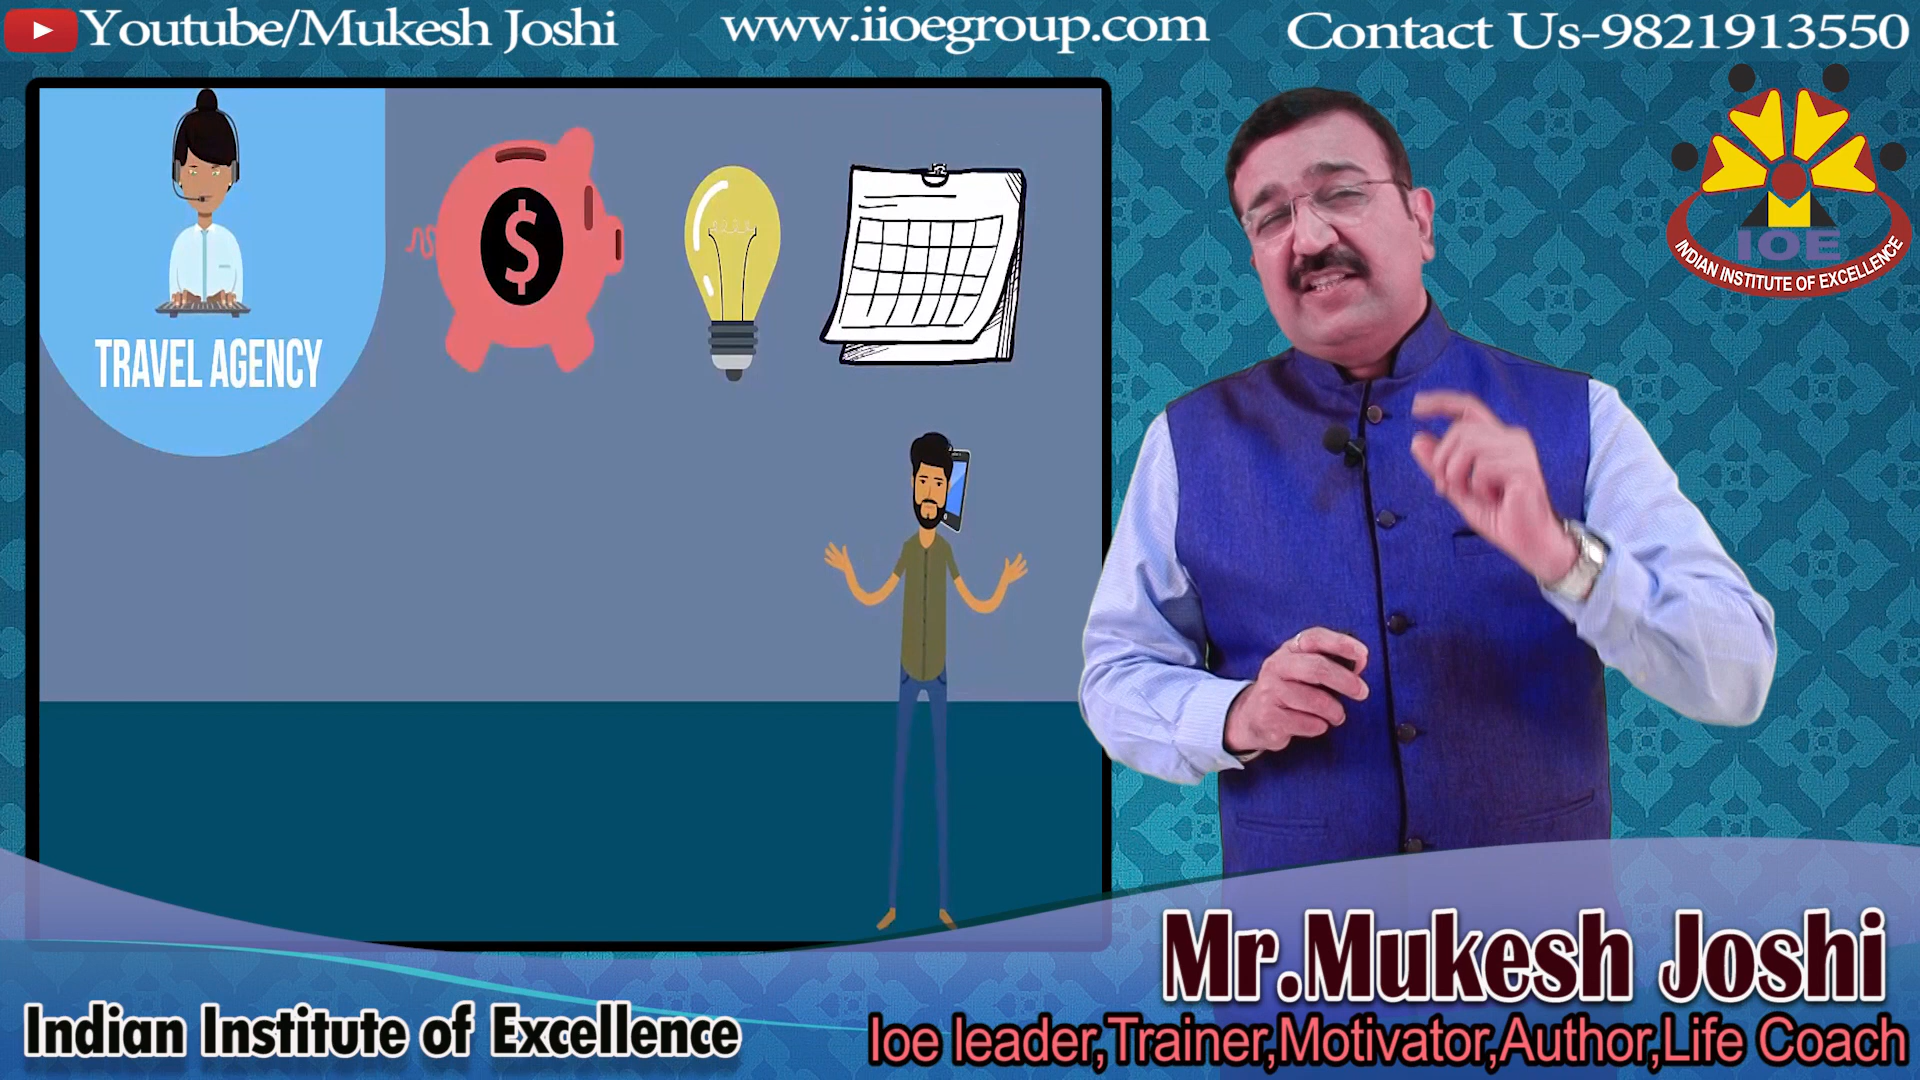 Youtube/Mukesh Joshi
www.iioegroup.com
Contact Us-9821913550
IOE
INDIAN INSTITUTE OF EXCELLENCE
$
TRAVEL AGENCY
Mr.Mukesh Joshi
Indian Institute of Excellence
Ioe leader,Trainer,Motivator,Author,Life Coach